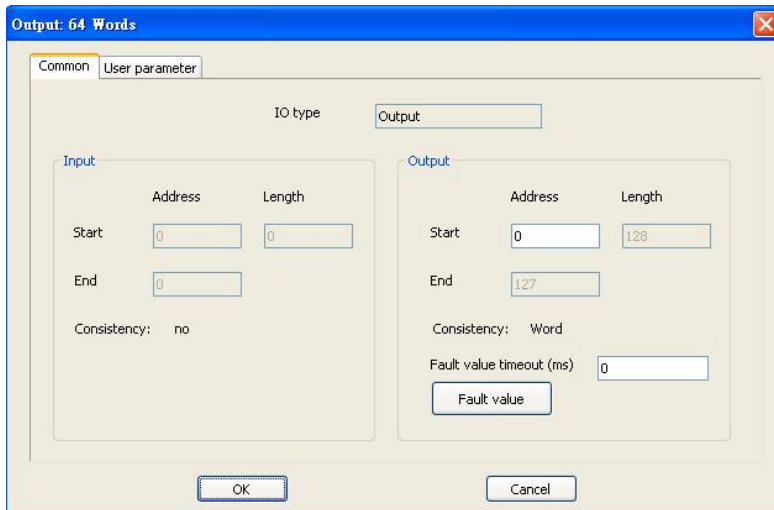 Output: 64 Words
Common User parameter
IO type Output
Input
Address Length
Start 0 0
End 0
Consistency: no
Output
Address Length
Start 0 128
End 127
Consistency: Word
Fault value timeout (ms) 0
Fault value
OK Cancel